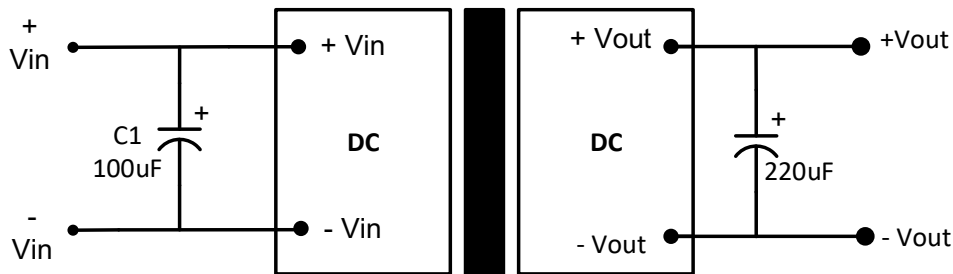 +
Vin
+ Vin
C1
100uF
+
-
Vin
- Vin
DC
DC
+ Vout
+Vout
+
220uF
- Vout
- Vout